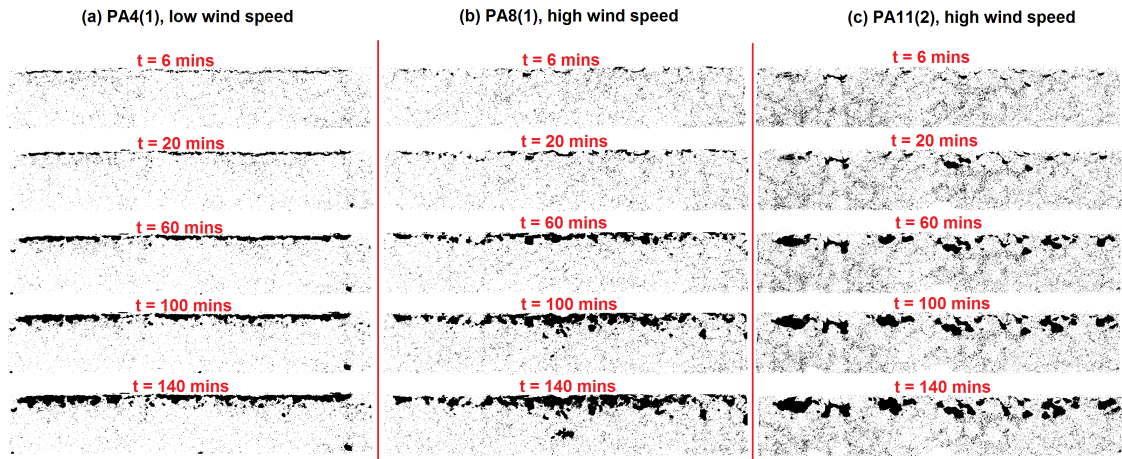 (a) PA4(1), low wind speed
(b) PA8(1), high wind speed
(c) PA11(2), high wind speed
t = 6 mins
t = 6 mins
t = 6 mins
t = 20 mins
t = 20 mins
t = 20 mins
t = 60 mins
t = 60 mins
t = 60 mins
t = 100 mins
t = 100 mins
t = 100 mins
t = 140 mins
t = 140 mins
t = 140 mins